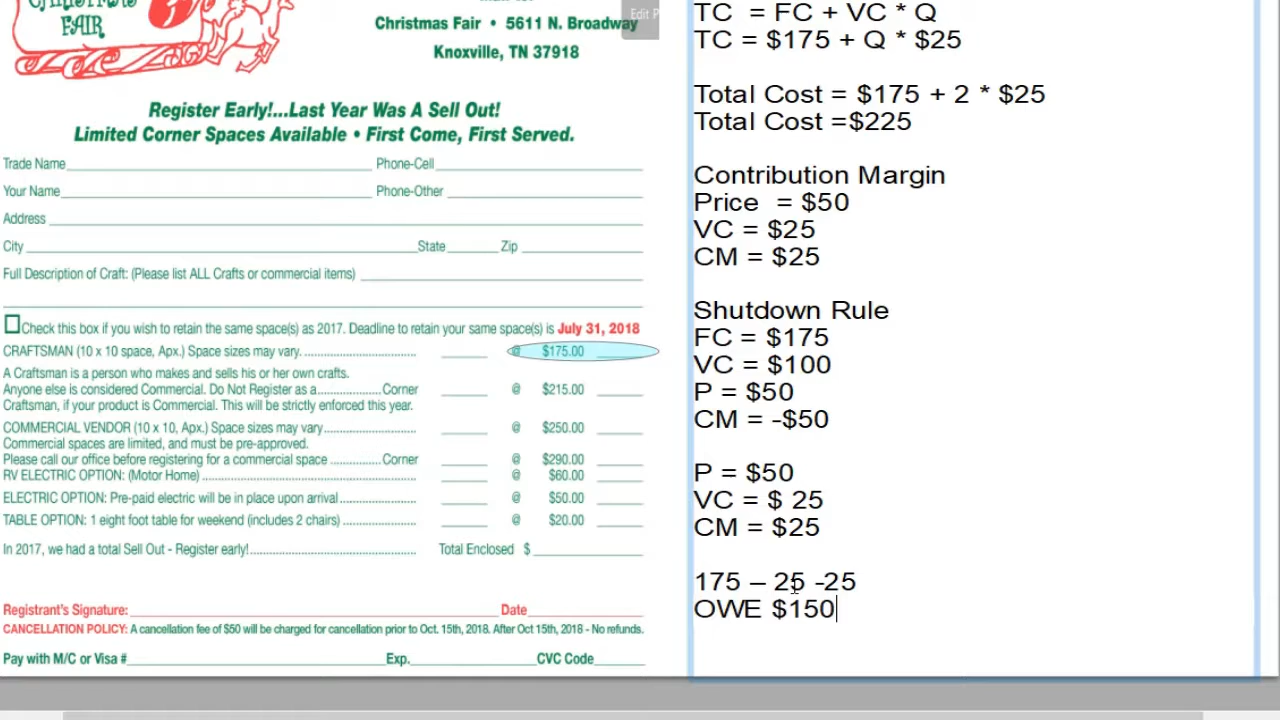 CHRISTMAS
FAIR
Christmas Fair • 5611 N. Broadway
Knoxville, TN 37918
Edit P
Register Early!...Last Year Was A Sell Out!
Limited Corner Spaces Available • First Come, First Served.
Trade Name Phone-Cell
Your Name Phone-Other
Address
City State Zip
Full Description of Craft: (Please list ALL Crafts or commercial items)
Check this box if you wish to retain the same space(s) as 2017. Deadline to retain your same space(s) is July 31, 2018
CRAFTSMAN (10 x 10 space, Apx.) Space sizes may vary. @ $175.00
A Craftsman is a person who makes and sells his or her own crafts.
Anyone else is considered Commercial. Do Not Register as a Corner @ $215.00
Craftsman, if your product is Commercial. This will be strictly enforced this year.
COMMERCIAL VENDOR (10 x 10, Apx.) Space sizes may vary @ $250.00
Commercial spaces are limited, and must be pre-approved.
Please call our office before registering for a commercial space Corner @ $290.00
RV ELECTRIC OPTION: (Motor Home) @ $60.00
ELECTRIC OPTION: Pre-paid electric will be in place upon arrival @ $50.00
TABLE OPTION: 1 eight foot table for weekend (includes 2 chairs) @ $20.00
In 2017, we had a total Sell Out - Register early! Total Enclosed $
Registrant's Signature: Date
CANCELLATION POLICY: A cancellation fee of $50 will be charged for cancellation prior to Oct. 15th, 2018. After Oct 15th, 2018 - No refunds.
Pay with M/C or Visa # Exp. CVC Code
TC = FC + VC * Q
TC = $175 + Q * $25
Total Cost = $175 + 2 * $25
Total Cost =$225
Contribution Margin
Price = $50
VC = $25
CM = $25
Shutdown Rule
FC = $175
VC = $100
P = $50
CM = -$50
P = $50
VC = $ 25
CM = $25
175 – 25 -25
OWE $150